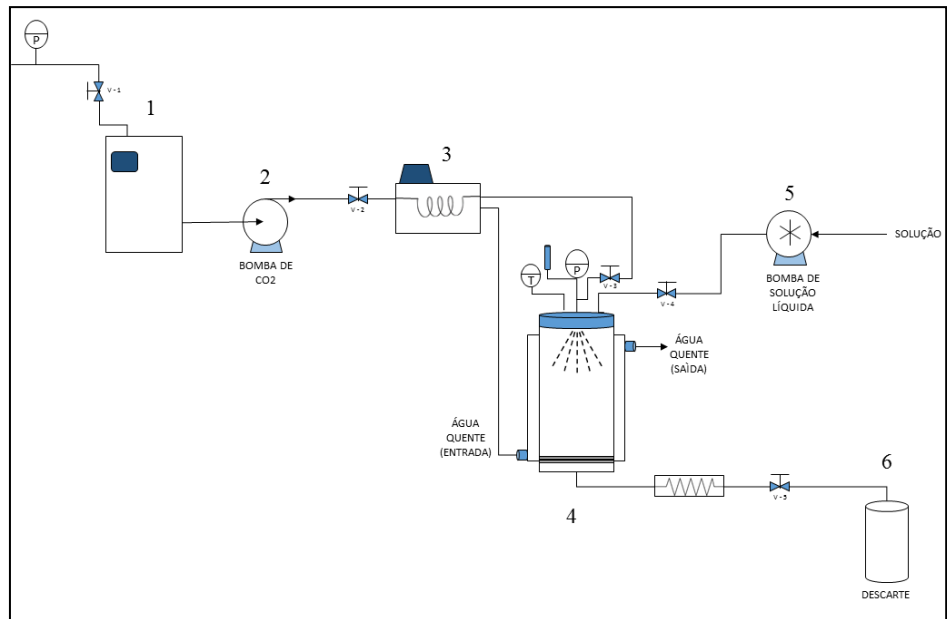 P
V - 1
1
2
BOMBA DE
CO2
V - 2
3
5
SOLUÇÃO
BOMBA DE
SOLUÇÃO
LÍQUIDA
T
P
V - 3
V - 4
ÁGUA
QUENTE
(SAÌDA)
ÁGUA
QUENTE
(ENTRADA)
4
V - 5
6
DESCARTE